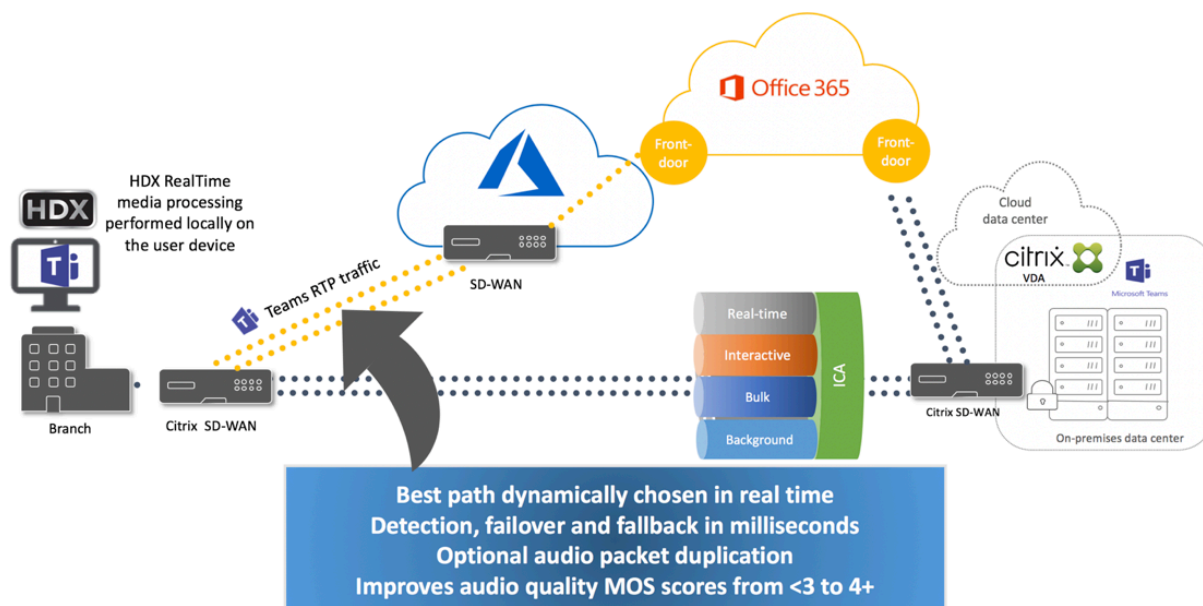 Office 365
Front-
door
Front-
door
HDX
HDX RealTime
media processing
performed locally on
the user device
T
Cloud
data center
citrix
VDA
T
Microsoft Teams
SD-WAN
T Teams RTP traffic
Real-time
Interactive
Bulk
Background
ICA
Branch
Citrix SD-WAN
Citrix SD-WAN
On-premises data center
Best path dynamically chosen in real time
Detection, failover and fallback in milliseconds
Optional audio packet duplication
Improves audio quality MOS scores from <3 to 4+